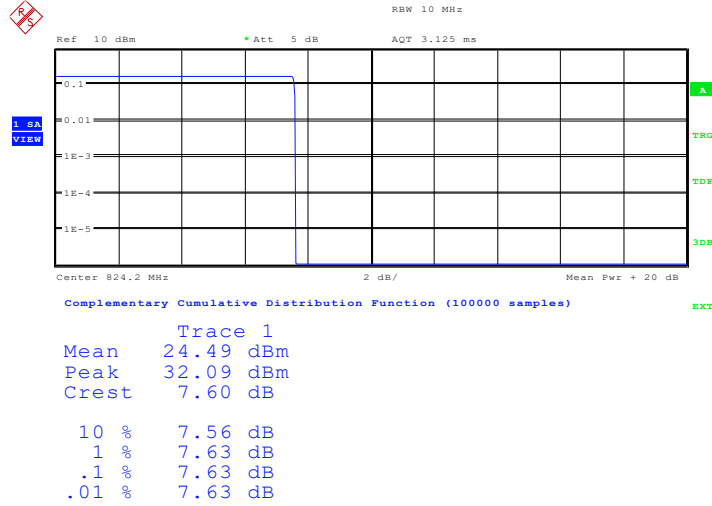 R S
RBW 10 MHz
Ref 10 dBm * Att 5 dB AQT 3.125 ms
0.1
A
0.01
1 SA
VIEW
TRG
1E-3
TDF
1E-4
1E-5
3DB
Center 824.2 MHz 2 dB/ Mean Pwr + 20 dB
Complementary Cumulative Distribution Function (100000 samples)
EXT
Trace 1
Mean 24.49 dBm
Peak 32.09 dBm
Crest 7.60 dB
10 % 7.56 dB
1 % 7.63 dB
.1 % 7.63 dB
.01 % 7.63 dB